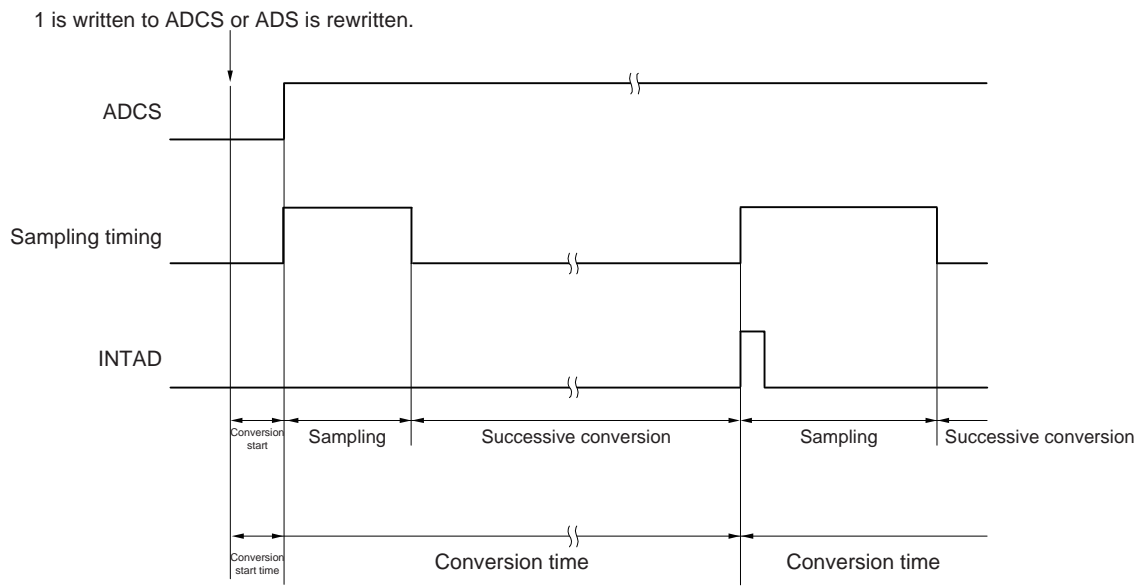 1 is written to ADCS or ADS is rewritten.
ADCS
Sampling timing
INTAD
Conversion
start
Sampling
Successive conversion
Sampling
Successive conversion
Conversion
start time
Conversion time
Conversion time